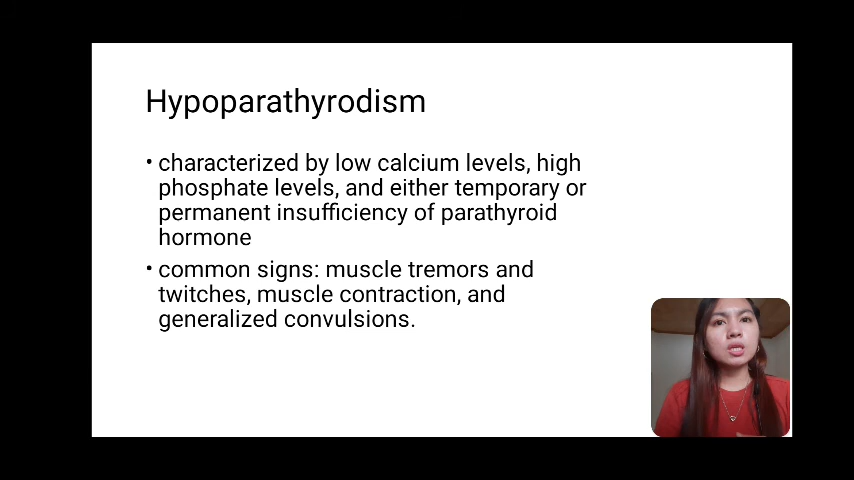 Hypoparathyrodism
• characterized by low calcium levels, high
phosphate levels, and either temporary or
permanent insufficiency of parathyroid
hormone
• common signs: muscle tremors and
twitches, muscle contraction, and
generalized convulsions.